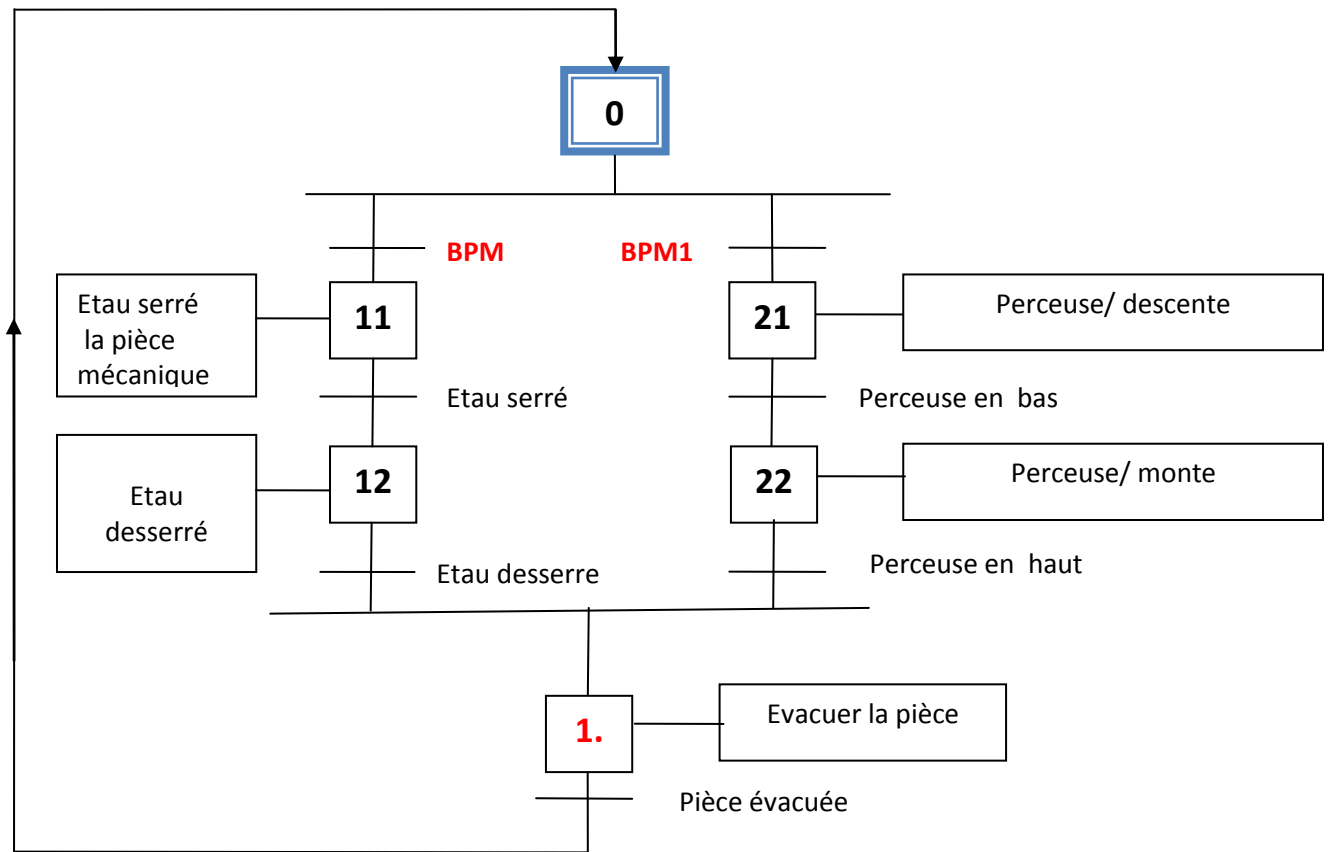 0
BPM
BPM1
Etau serré
la pièce
mécanique
11
21
Perceuse/ descente
Etau serré
Perceuse en bas
Etau
desserré
12
22
Perceuse/ monte
Etau desserre
Perceuse en haut
1.
Evacuer la pièce
Pièce évacuée